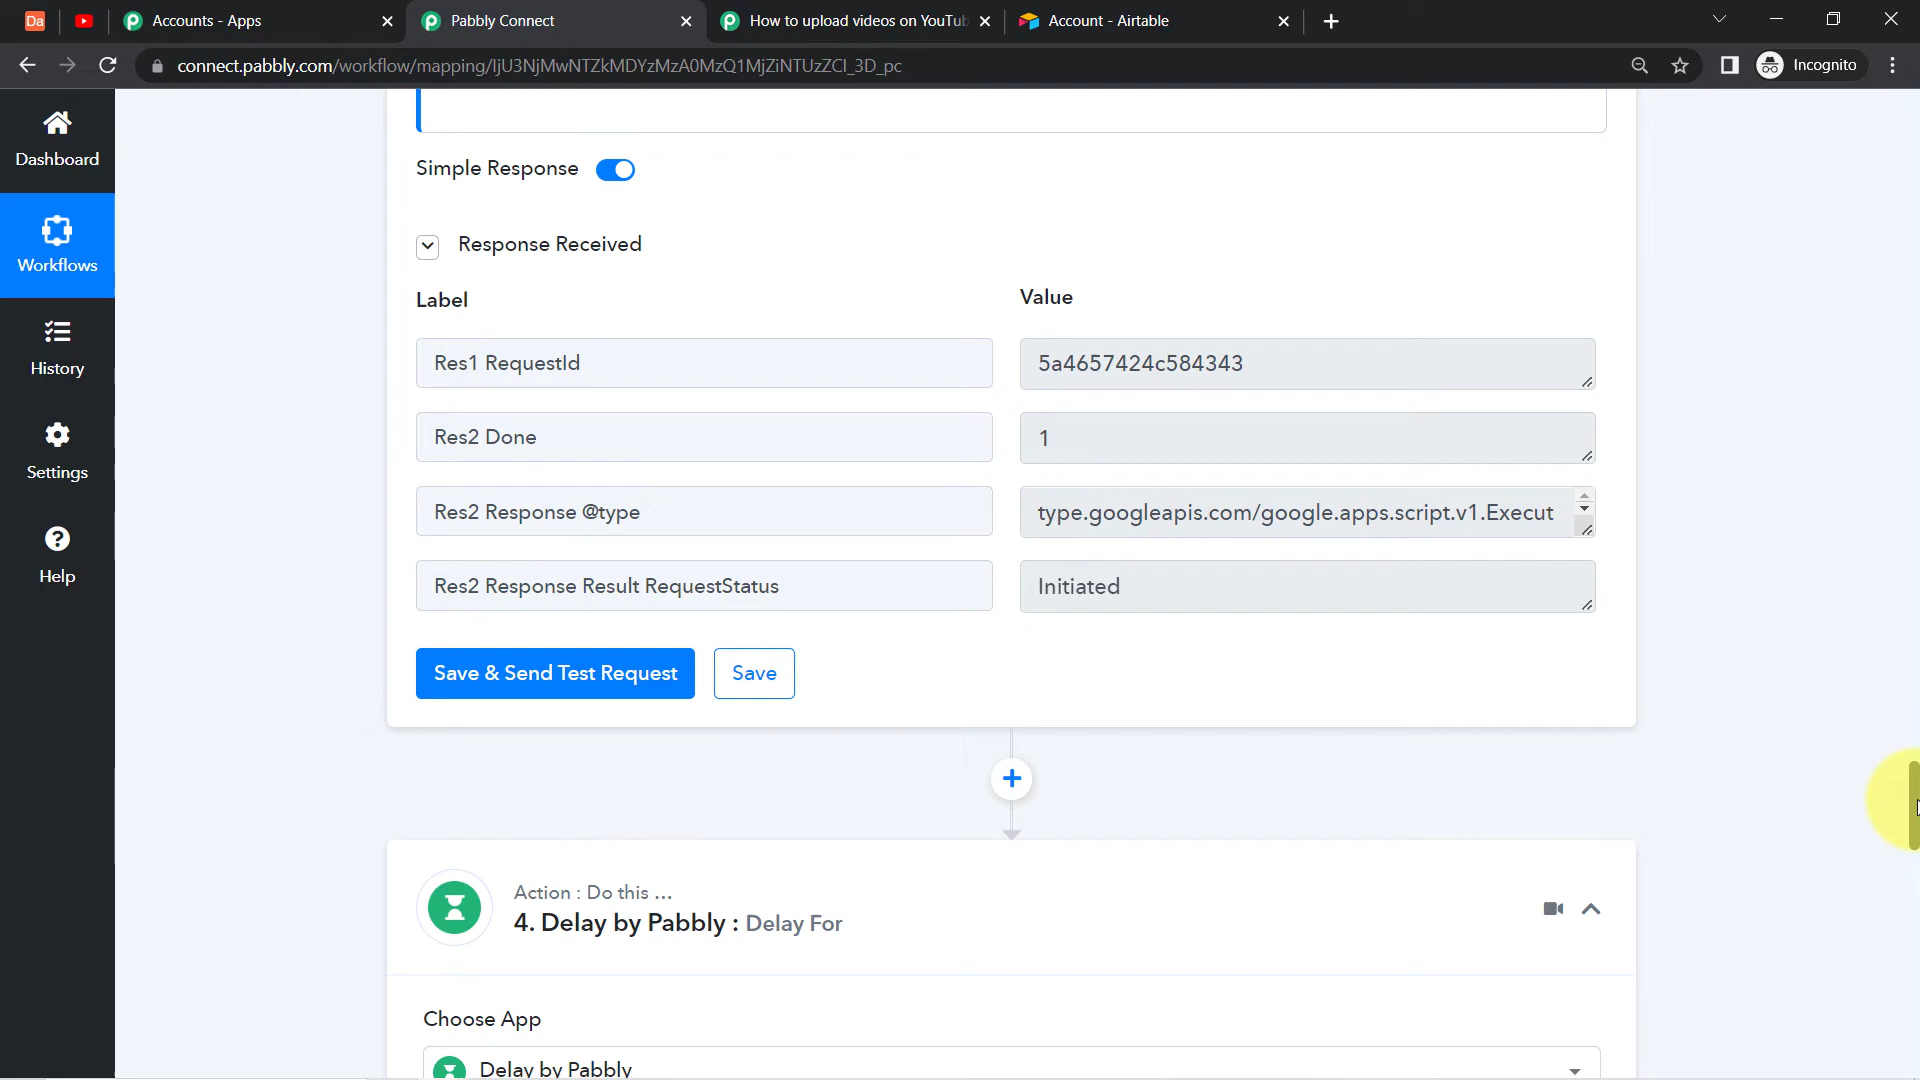 Da
Accounts - Apps
Pabbly Connect
How to upload videos on YouTub
Account - Airtable
connect.pabbly.com/workflow/mapping/IjU3NjMwNTZkMDYzMzA0MzQ1MjZiNTUzZCI_3D_pc
Incognito
Dashboard
Workflows
History
Settings
Help
Simple Response
Response Received
Label
Value
Res1 RequestId
5a4657424c584343
Res2 Done
1
Res2 Response @type
type.googleapis.com/google.apps.script.v1.Execut
Res2 Response Result RequestStatus
Initiated
Save & Send Test Request
Save
Action : Do this ...
4. Delay by Pabbly : Delay For
Choose App
Delay by Pabbly